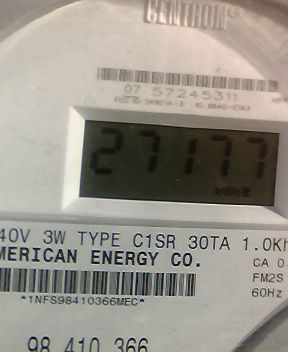 CENTRON®
07 57245311
27177
kWh
40V 3W TYPE C1SR 30TA 1.0Kh
MERICAN ENERGY CO.
CA 0.
FM2S
60Hz
*1NFS98410366MEC*
98 410 366